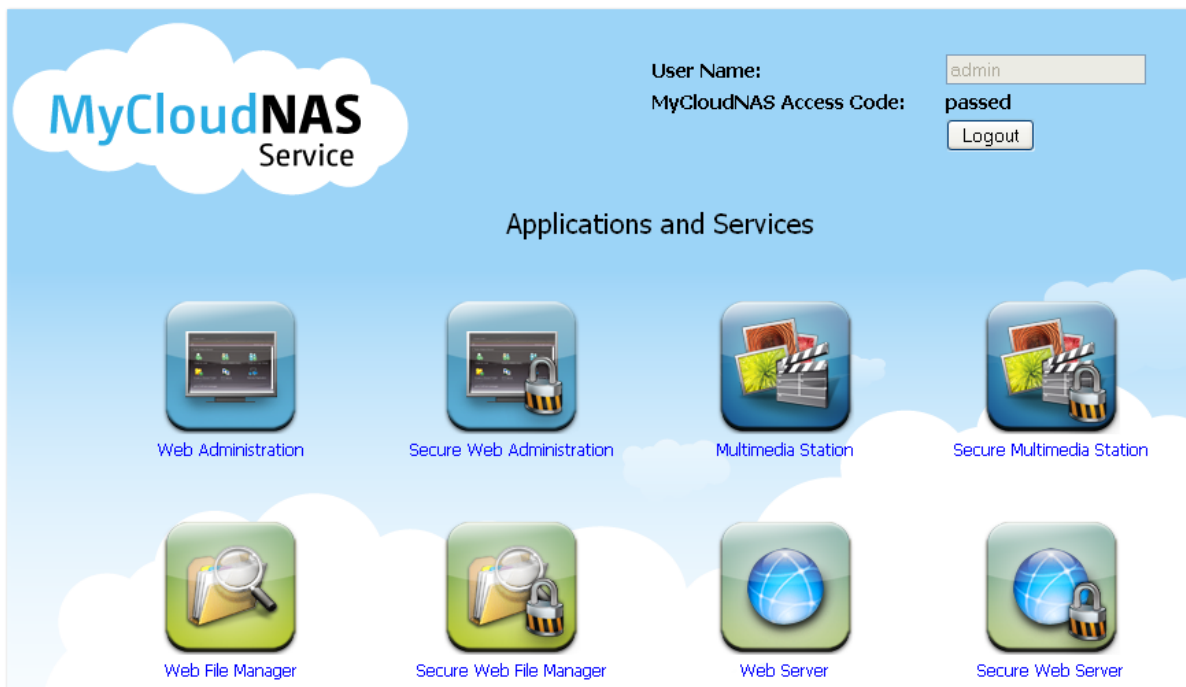 MyCloudNAS
Service
User Name:
admin
MyCloudNAS Access Code:
passed
Logout
Applications and Services
Web Administration
Secure Web Administration
Multimedia Station
Secure Multimedia Station
Web File Manager
Secure Web File Manager
Web Server
Secure Web Server